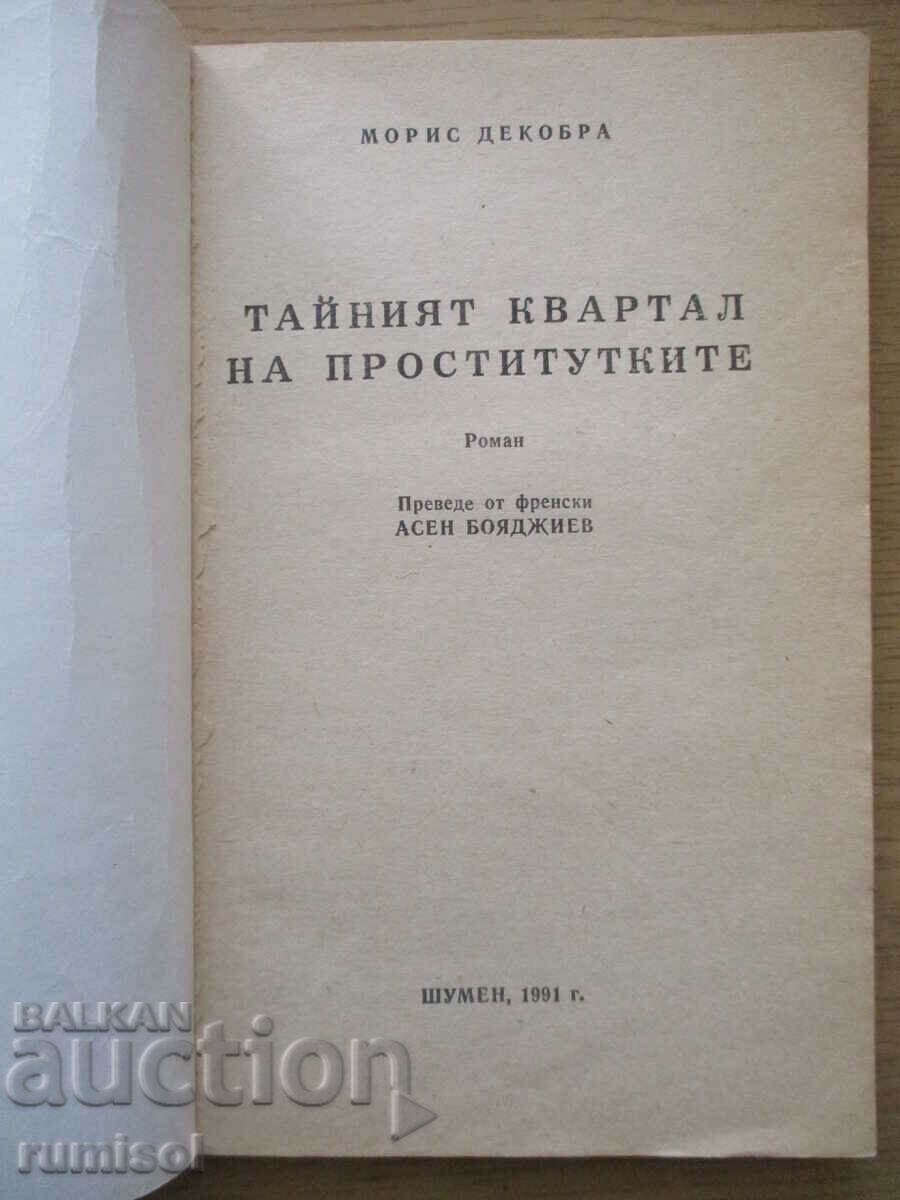 МОРИС ДЕКОБРА
ТАЙНИЯТ КВАРТАЛ
НА ПРОСТИТУТКИТЕ
Роман
Преведе от френски
АСЕН БОЯДЖИЕВ
ШУМЕН, 1991 г.
BALKAN
auction
rumisol